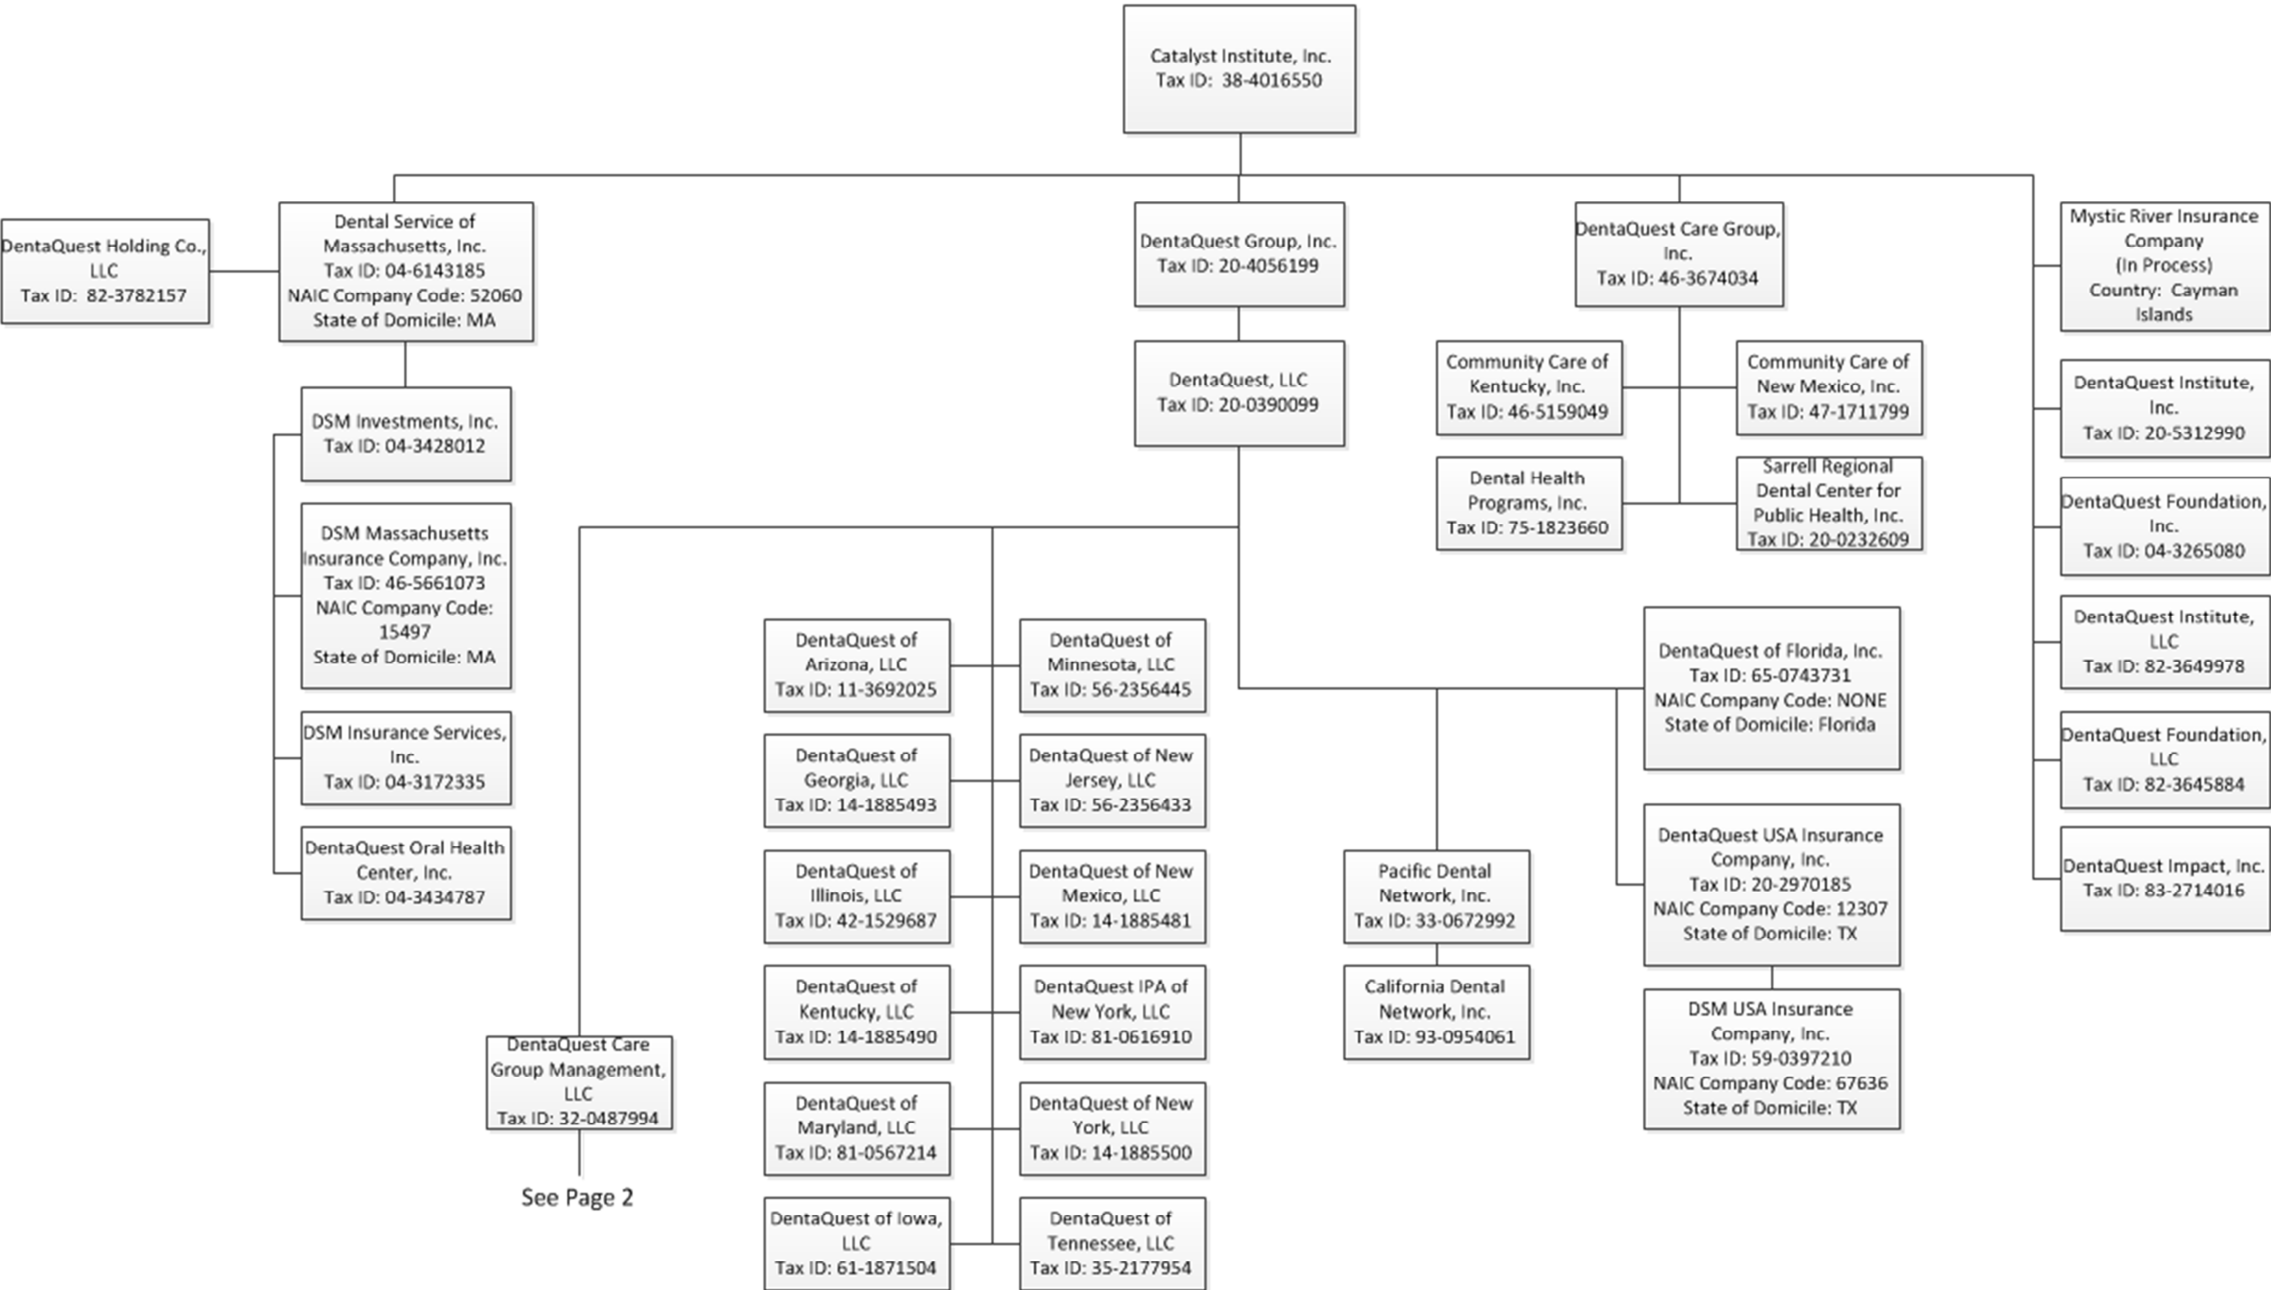 Catalyst Institute, Inc.
Tax ID:  38-4016550
DentaQuest Holding Co.,
LLC
Tax ID:  82-3782157
Dental Service of
Massachusetts, Inc.
Tax ID: 04-6143185
NAIC Company Code: 52060
State of Domicile: MA
DentaQuest Group, Inc.
Tax ID: 20-4056199
DentaQuest Care Group,
Inc.
Tax ID: 46-3674034
Mystic River Insurance
Company
(In Process)
Country:  Cayman
Islands
DentaQuest, LLC
Tax ID: 20-0390099
Community Care of
Kentucky, Inc.
Tax ID: 46-5159049
Community Care of
New Mexico, Inc.
Tax ID: 47-1711799
DentaQuest Institute,
Inc.
Tax ID: 20-5312990
DSM Investments, Inc.
Tax ID: 04-3428012
Dental Health
Programs, Inc.
Tax ID: 75-1823660
Sarrell Regional
Dental Center for
Public Health, Inc.
Tax ID: 20-0232609
DentaQuest Foundation,
Inc.
Tax ID: 04-3265080
DSM Massachusetts
Insurance Company, Inc.
Tax ID: 46-5661073
NAIC Company Code:
15497
State of Domicile: MA
DentaQuest of
Arizona, LLC
Tax ID: 11-3692025
DentaQuest of
Minnesota, LLC
Tax ID: 56-2356445
DentaQuest of Florida, Inc.
Tax ID: 65-0743731
NAIC Company Code: NONE
State of Domicile: Florida
DentaQuest Institute,
LLC
Tax ID: 82-3649978
DSM Insurance Services,
Inc.
Tax ID: 04-3172335
DentaQuest of
Georgia, LLC
Tax ID: 14-1885493
DentaQuest of New
Jersey, LLC
Tax ID: 56-2356433
DentaQuest Foundation,
LLC
Tax ID: 82-3645884
DentaQuest Oral Health
Center, Inc.
Tax ID: 04-3434787
DentaQuest of
Illinois, LLC
Tax ID: 42-1529687
DentaQuest of New
Mexico, LLC
Tax ID: 14-1885481
Pacific Dental
Network, Inc.
Tax ID: 33-0672992
DentaQuest USA Insurance
Company, Inc.
Tax ID: 20-2970185
NAIC Company Code: 12307
State of Domicile: TX
DentaQuest Impact, Inc.
Tax ID: 83-2714016
DentaQuest of
Kentucky, LLC
Tax ID: 14-1885490
DentaQuest IPA of
New York, LLC
Tax ID: 81-0616910
California Dental
Network, Inc.
Tax ID: 93-0954061
DSM USA Insurance
Company, Inc.
Tax ID: 59-0397210
NAIC Company Code: 67636
State of Domicile: TX
DentaQuest Care
Group Management,
LLC
Tax ID: 32-0487994
See Page 2
DentaQuest of
Maryland, LLC
Tax ID: 81-0567214
DentaQuest of New
York, LLC
Tax ID: 14-1885500
DentaQuest of Iowa,
LLC
Tax ID: 61-1871504
DentaQuest of
Tennessee, LLC
Tax ID: 35-2177954